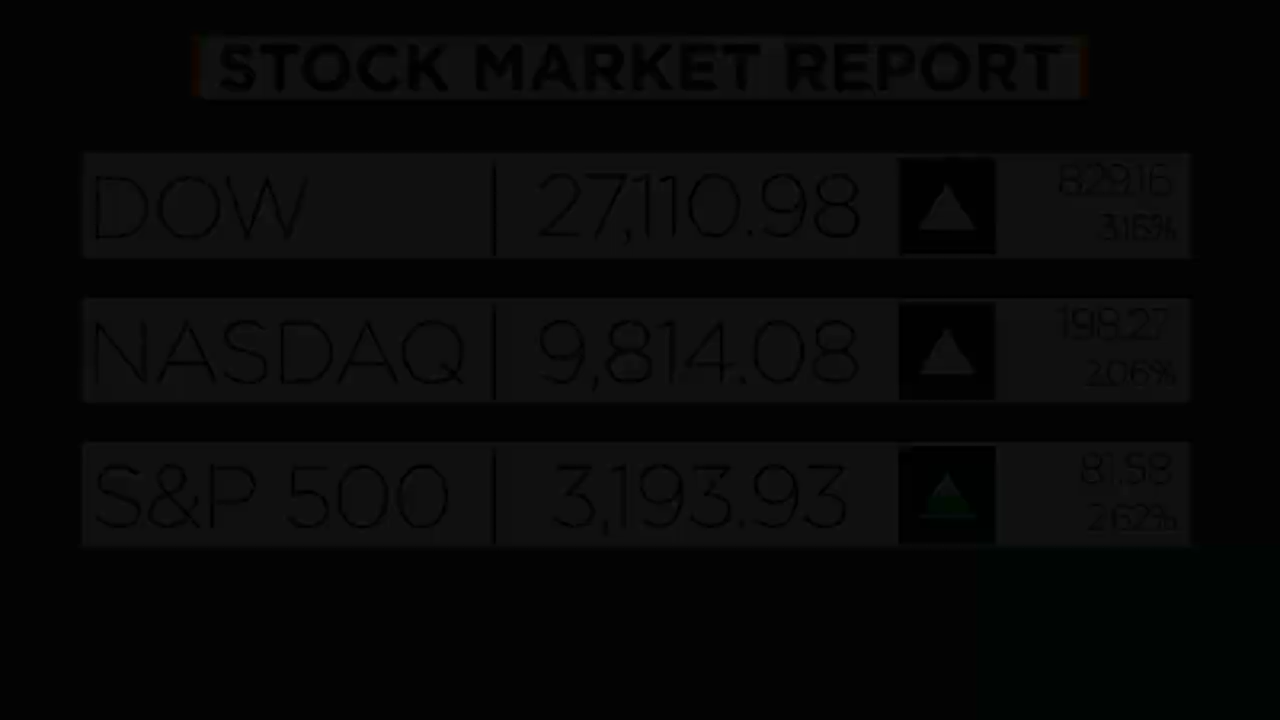 STOCK MARKET REPORT
DOW 27,110.98 829.16
3.15%
NASDAQ 9,814.08 198.27
2.06%
S&P 500 3,193.93 81.58
2.62%